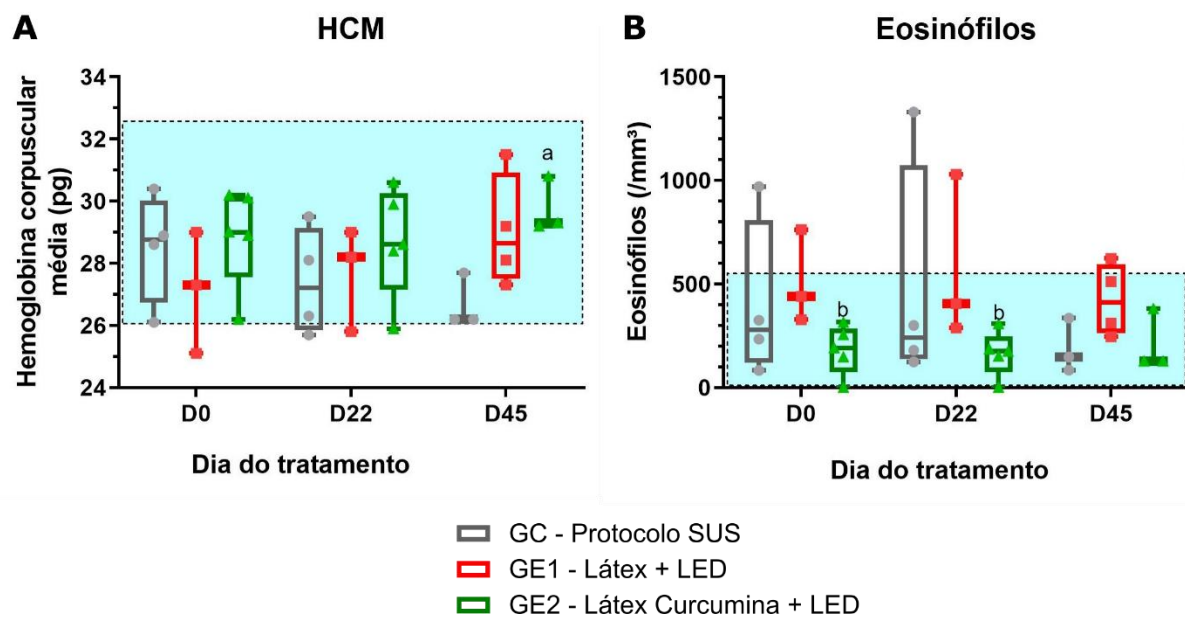 A
HCM
Hemoglobina corpuscular
média (pg)
34
32
30
28
26
24
a
D0
D22
D45
Dia do tratamento
B
Eosinófilos
Eosinófilos (/mm³)
1500
1000
500
0
b
b
D0
D22
D45
Dia do tratamento
GC - Protocolo SUS
GE1 - Látex + LED
GE2 - Látex Curcumina + LED